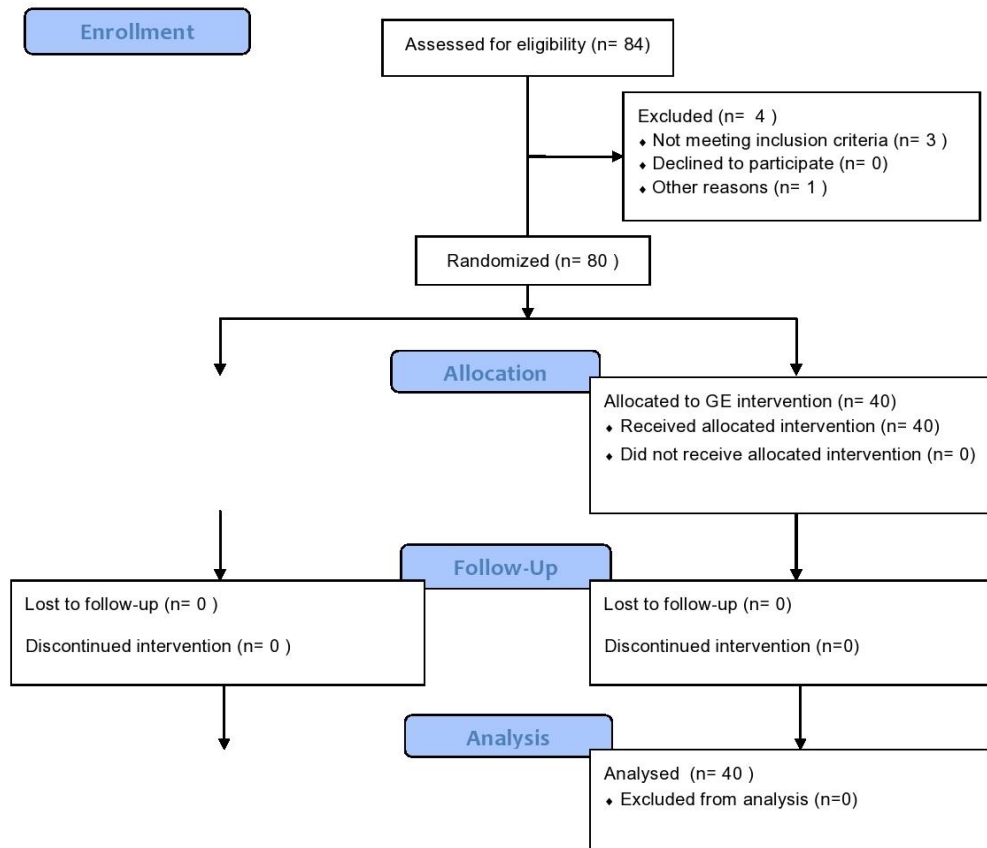 Enrollment
Assessed for eligibility (n= 84)
Excluded (n= 4 )
⬧ Not meeting inclusion criteria (n= 3 )
⬧ Declined to participate (n= 0)
⬧ Other reasons (n= 1 )
Randomized (n= 80 )
Allocation
Allocated to GE intervention (n= 40)
⬧ Received allocated intervention (n= 40)
⬧ Did not receive allocated intervention (n= 0)
Follow-Up
Lost to follow-up (n= 0 )
Discontinued intervention (n= 0 )
Lost to follow-up (n= 0)
Discontinued intervention (n=0)
Analysis
Analysed (n= 40 )
⬧ Excluded from analysis (n=0)